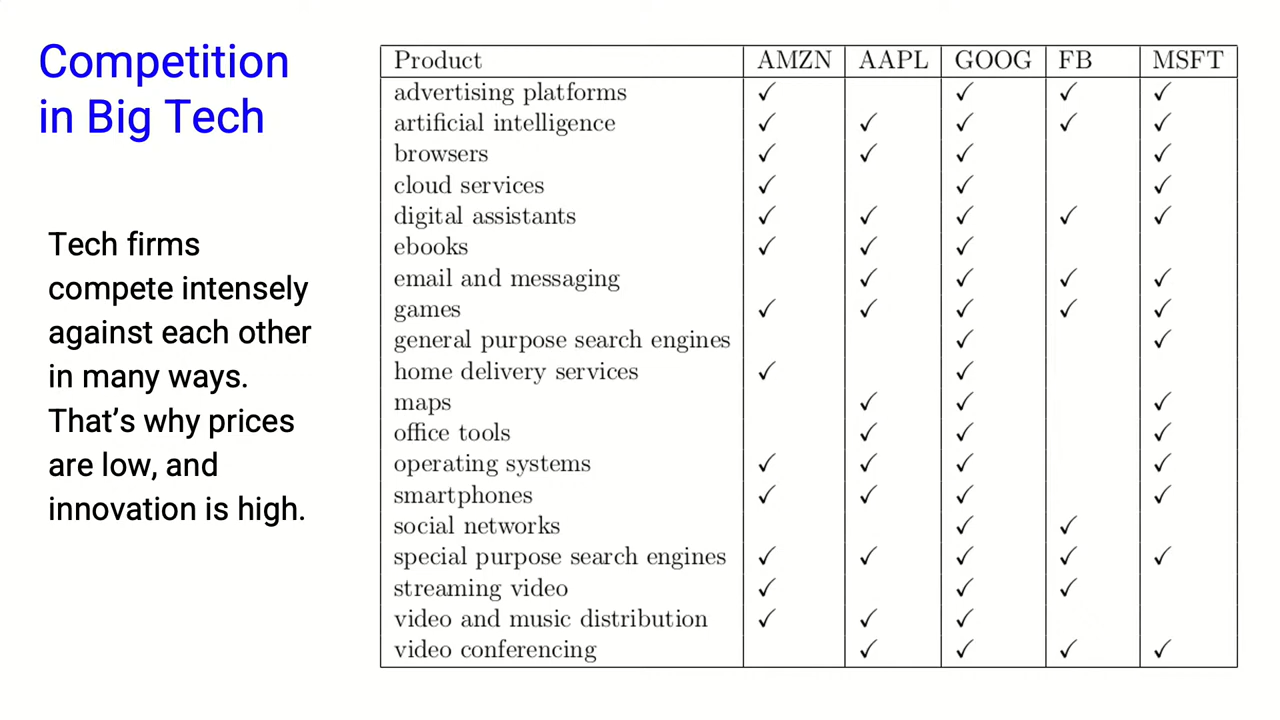 Competition
in Big Tech
Tech firms
compete intensely
against each other
in many ways.
That’s why prices
are low, and
innovation is high.
Product AMZN AAPL GOOG FB MSFT
advertising platforms ✓ ✓ ✓ ✓
artificial intelligence ✓ ✓ ✓ ✓ ✓
browsers ✓ ✓ ✓ ✓
cloud services ✓ ✓ ✓
digital assistants ✓ ✓ ✓ ✓ ✓
ebooks ✓ ✓ ✓
email and messaging ✓ ✓ ✓ ✓
games ✓ ✓ ✓ ✓ ✓
general purpose search engines ✓ ✓
home delivery services ✓ ✓
maps ✓ ✓ ✓
office tools ✓ ✓ ✓
operating systems ✓ ✓ ✓ ✓
smartphones ✓ ✓ ✓ ✓
social networks ✓ ✓
special purpose search engines ✓ ✓ ✓ ✓ ✓
streaming video ✓ ✓ ✓
video and music distribution ✓ ✓ ✓
video conferencing ✓ ✓ ✓ ✓